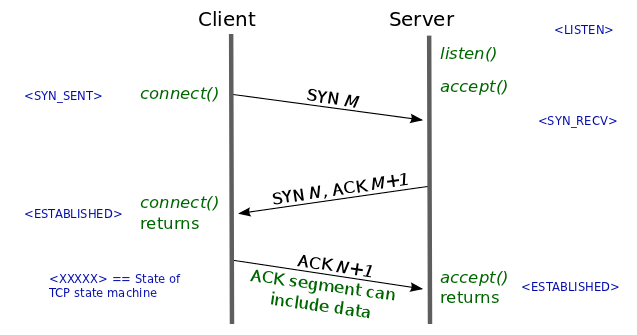 Client
Server
<LISTEN>
listen()
accept()
<SYN_SENT>
connect()
SYN M
<SYN_RECV>
SYN N, ACK M+1
connect()
returns
<ESTABLISHED>
ACK N+1
ACK segment can
include data
<XXXXX> == State of
TCP state machine
accept()
returns
<ESTABLISHED>